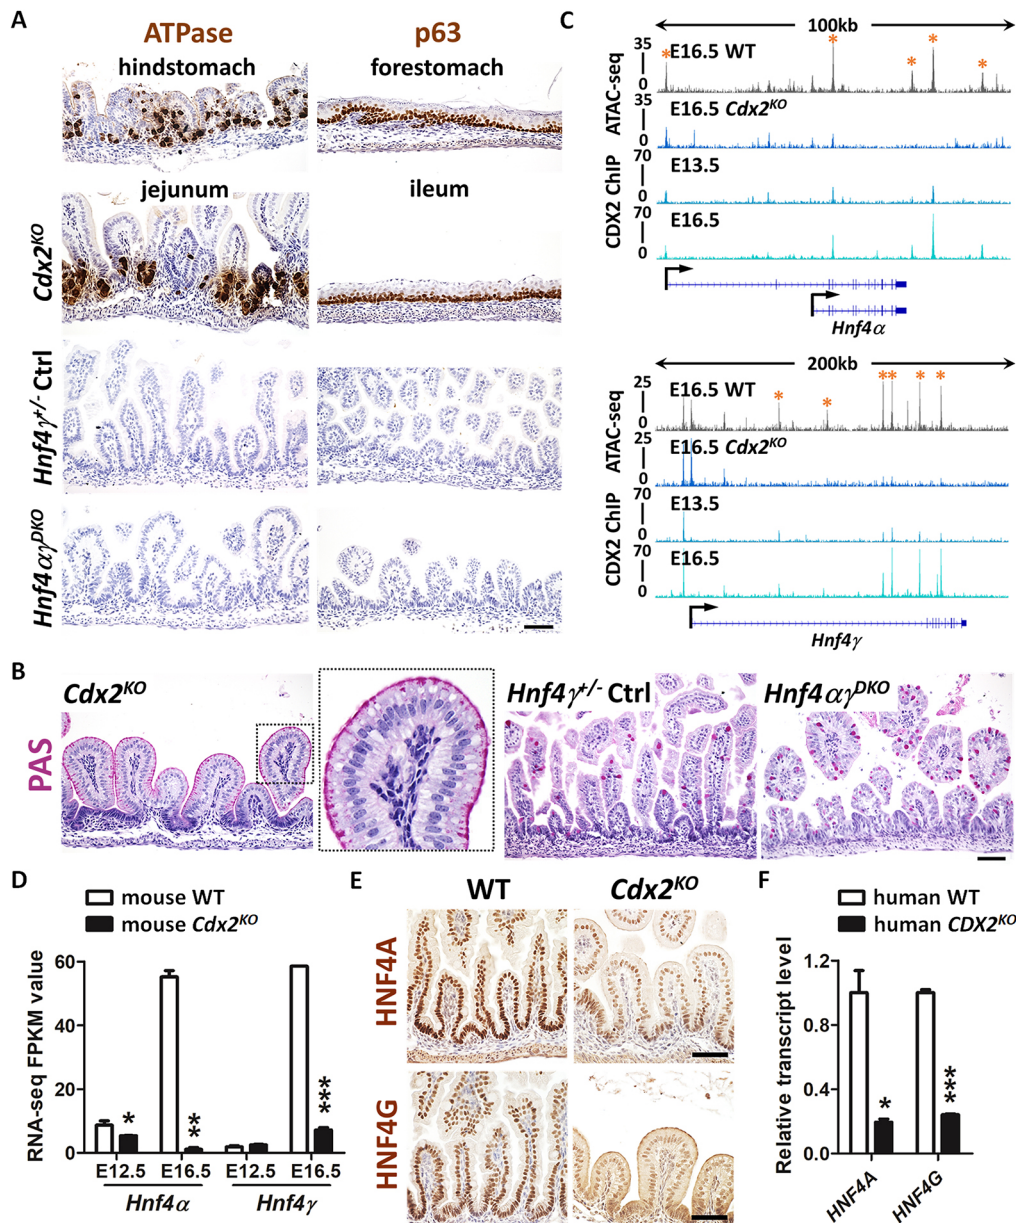 A
ATPase
p63
hindstomach
forestomach
jejunum
ileum
Cdx2KO
Hnf4γ+/- Ctrl
Hnf4αγDKO
C
100kb
ATAC-seq
35
0
E16.5 WT
* * * * *
35
0
E16.5 Cdx2KO
CDX2 ChIP
70
0
E13.5
70
0
E16.5
Hnf4α
200kb
ATAC-seq
25
0
E16.5 WT
* * * * * *
25
0
E16.5 Cdx2KO
CDX2 ChIP
70
0
E13.5
70
0
E16.5
Hnf4γ
B
PAS
Cdx2KO
Hnf4γ+/- Ctrl
Hnf4αγDKO
D
mouse WT
mouse Cdx2KO
RNA-seq FPKM value
60
40
20
0
* ** ***
E12.5 E16.5 E12.5 E16.5
Hnf4α Hnf4γ
E
WT
Cdx2KO
HNF4A
HNF4G
F
human WT
human CDX2KO
Relative transcript level
1.2
0.8
0.4
0.0
* ***
HNF4A
HNF4G